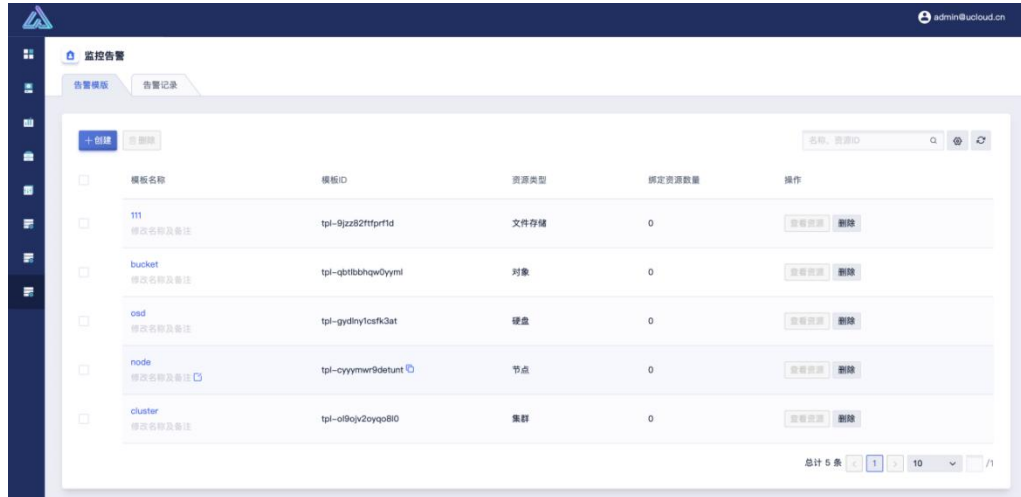 admin@ucloud.cn
监控告警
告警模版 告警记录
创建 删除 名称、资源ID
模板名称 模板ID 资源类型 绑定资源数量 操作
111 tpl-9jzz82ftfprf1d 文件存储 0 查看资源 删除
修改名称及备注
bucket tpl-qbtlbbhqw0yyml 对象 0 查看资源 删除
修改名称及备注
osd tpl-gydlny1csfk3at 硬盘 0 查看资源 删除
修改名称及备注
node tpl-cyyymwr9detunt 节点 0 查看资源 删除
修改名称及备注
cluster tpl-ol9ojv2oyqo8l0 集群 0 查看资源 删除
修改名称及备注
总计 5 条 1 10 /1